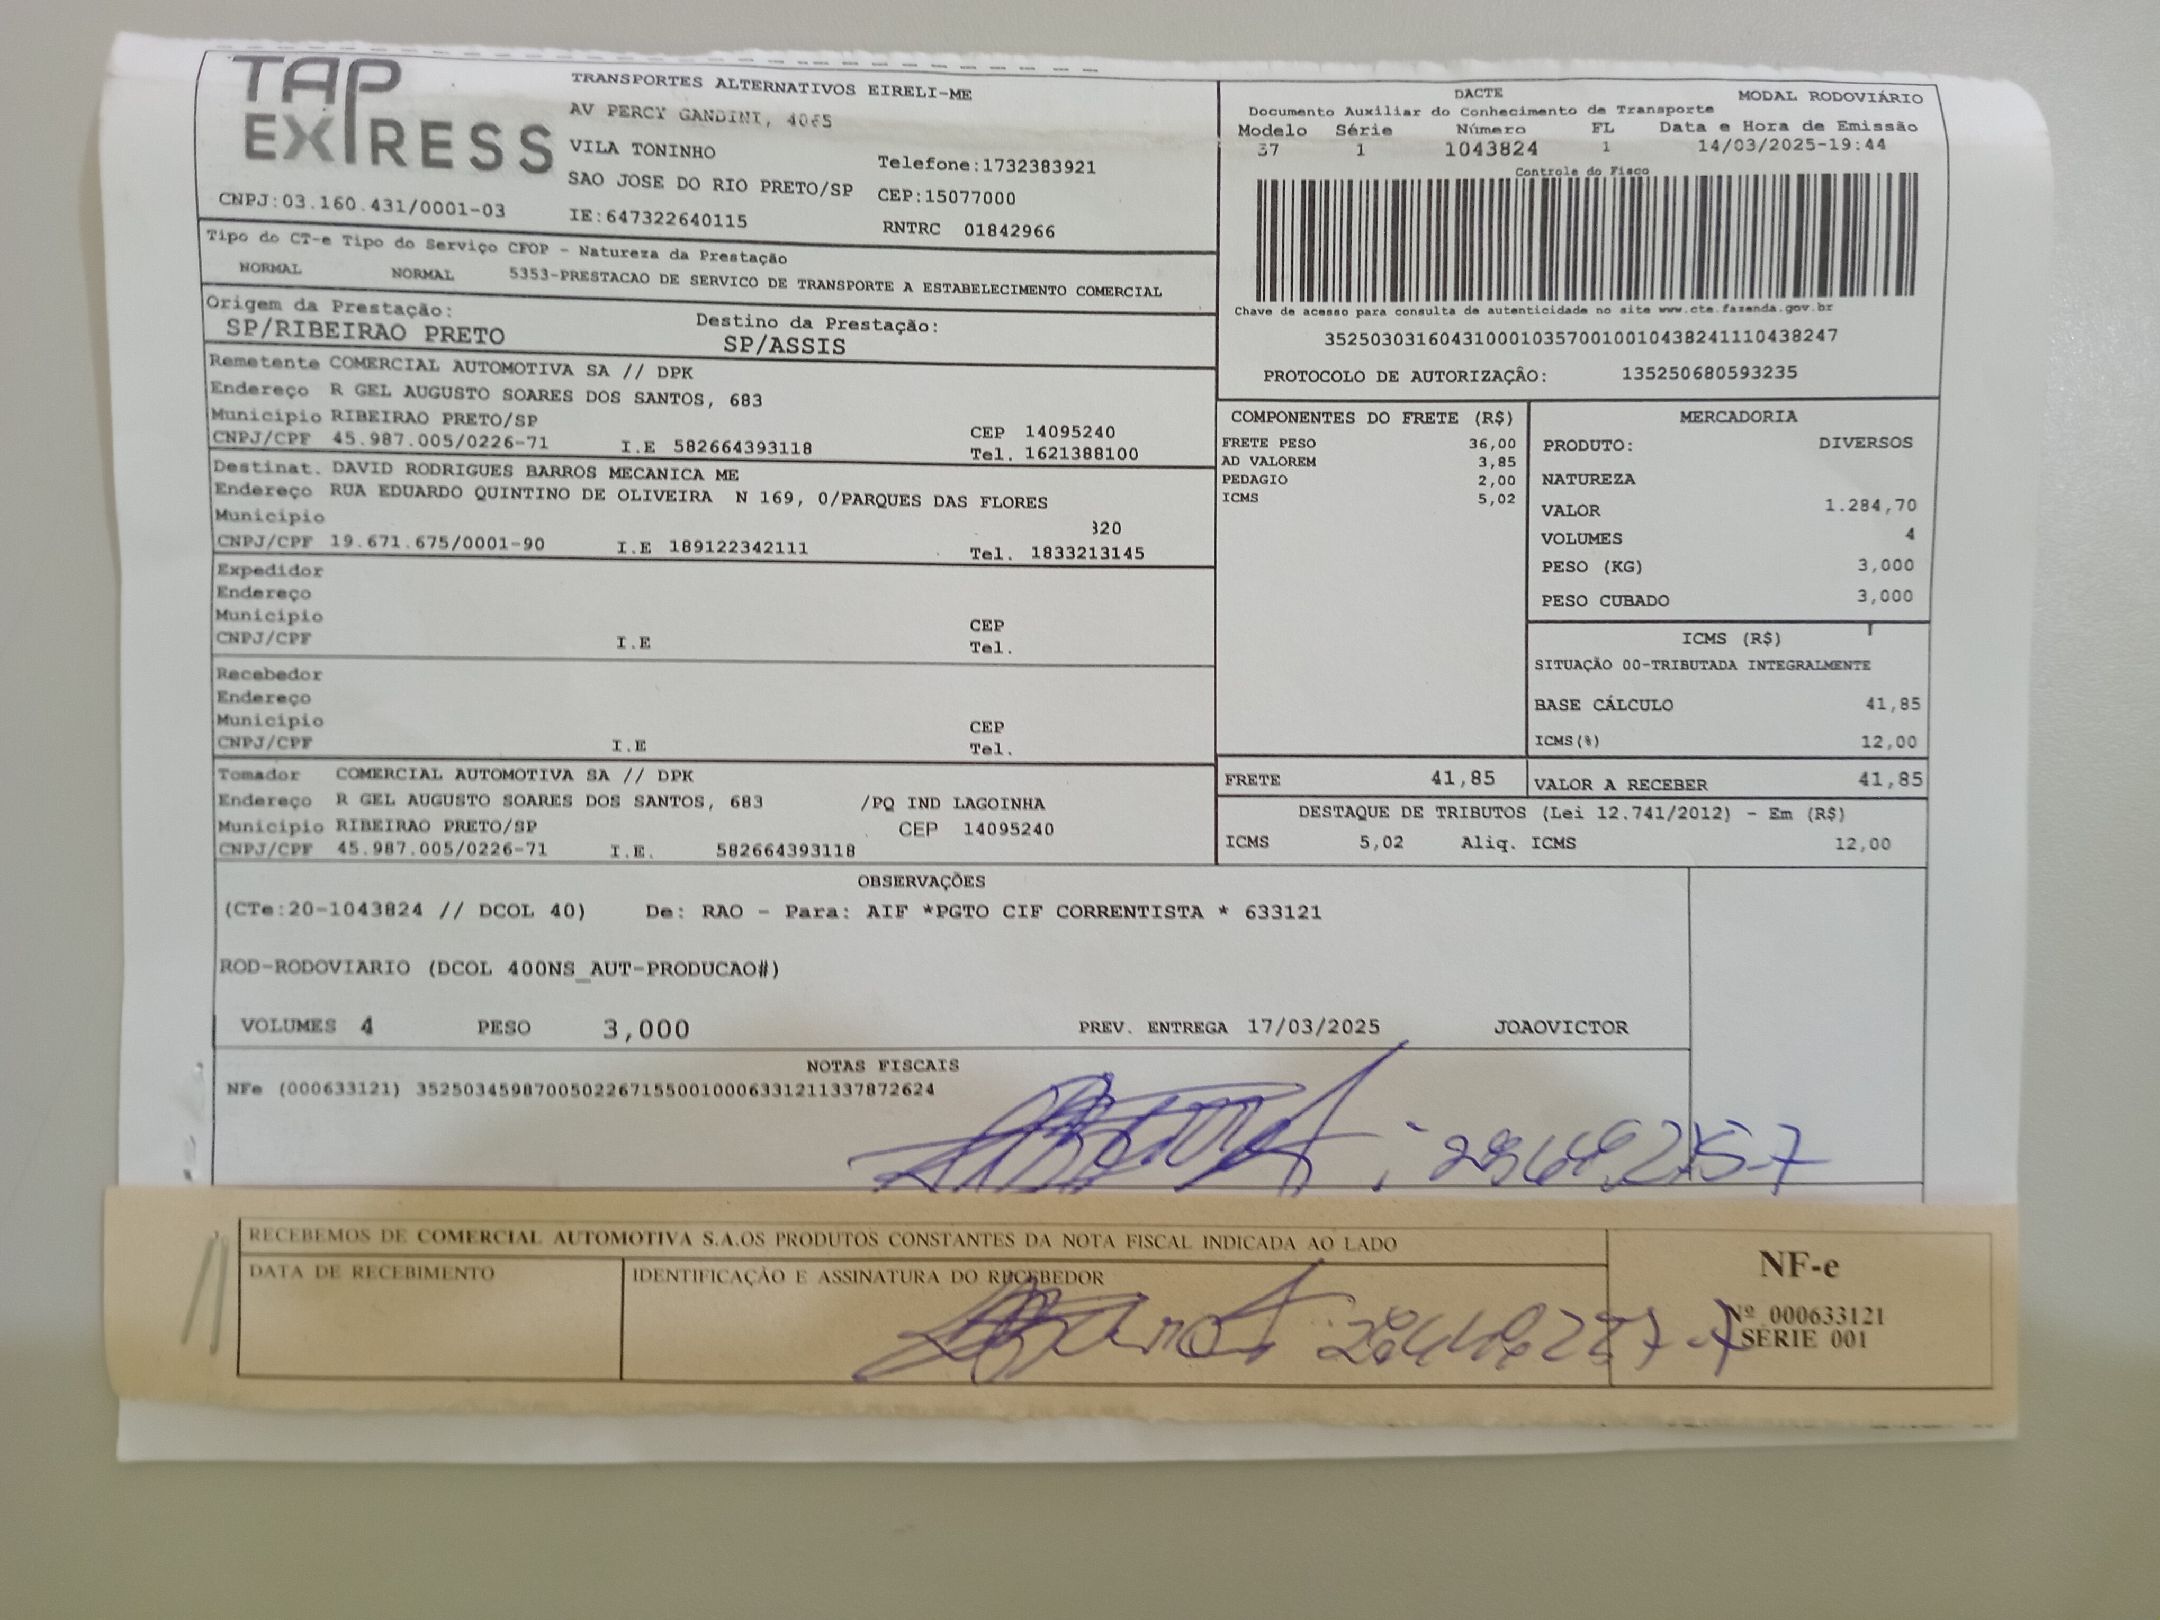 TAP EXPRESS
TRANSPORTES ALTERNATIVOS EIRELI-ME
AV PERCY GANDINI, 4065
VILA TONINHO
Telefone:1732383921
SAO JOSE DO RIO PRETO/SP CEP:15077000
CNPJ:03.160.431/0001-03 IE:647322640115 RNTRC 01842966
DACTE MODAL RODOVIÁRIO
Documento Auxiliar do Conhecimento de Transporte
Modelo Série Número FL Data e Hora de Emissão
57 1 1043824 1 14/03/2025-19:44
Controle do Fisco
Chave de acesso para consulta de autenticidade no site www.cte.fazenda.gov.br
35250303160431000103570010010438241110438247
PROTOCOLO DE AUTORIZAÇÃO: 135250680593235
Tipo do CT-e Tipo do Serviço CFOP - Natureza da Prestação
NORMAL NORMAL 5353-PRESTACAO DE SERVICO DE TRANSPORTE A ESTABELECIMENTO COMERCIAL
Origem da Prestação: Destino da Prestação:
SP/RIBEIRAO PRETO SP/ASSIS
Remetente COMERCIAL AUTOMOTIVA SA // DPK
Endereço R GEL AUGUSTO SOARES DOS SANTOS, 683
Município RIBEIRAO PRETO/SP CEP 14095240
CNPJ/CPF 45.987.005/0226-71 I.E 582664393118 Tel. 1621388100
Destinat. DAVID RODRIGUES BARROS MECANICA ME
Endereço RUA EDUARDO QUINTINO DE OLIVEIRA N 169, 0/PARQUES DAS FLORES
Município 320
CNPJ/CPF 19.671.675/0001-90 I.E 189122342111 Tel. 1833213145
Expedidor
Endereço
Município CEP
CNPJ/CPF I.E Tel.
Recebedor
Endereço
Município CEP
CNPJ/CPF I.E Tel.
Tomador COMERCIAL AUTOMOTIVA SA // DPK
Endereço R GEL AUGUSTO SOARES DOS SANTOS, 683 /PQ IND LAGOINHA
Município RIBEIRAO PRETO/SP CEP 14095240
CNPJ/CPF 45.987.005/0226-71 I.E. 582664393118
COMPONENTES DO FRETE (R$)
FRETE PESO 36,00
AD VALOREM 3,85
PEDAGIO 2,00
ICMS 5,02
MERCADORIA
PRODUTO: DIVERSOS
NATUREZA
VALOR 1.284,70
VOLUMES 4
PESO (KG) 3,000
PESO CUBADO 3,000
ICMS (R$)
SITUAÇÃO 00-TRIBUTADA INTEGRALMENTE
BASE CÁLCULO 41,85
ICMS(%) 12,00
FRETE 41,85 VALOR A RECEBER 41,85
DESTAQUE DE TRIBUTOS (Lei 12.741/2012) - Em (R$)
ICMS 5,02 Aliq. ICMS 12,00
OBSERVAÇÕES
(CTe:20-1043824 // DCOL 40) De: RAO - Para: AIF *PGTO CIF CORRENTISTA * 633121
ROD-RODOVIARIO (DCOL 400NS_AUT-PRODUCAO#)
VOLUMES 4 PESO 3,000 PREV. ENTREGA 17/03/2025 JOAOVICTOR
NOTAS FISCAIS
NFe (000633121) 35250345987005022671550010006331211337872624
RECEBEMOS DE COMERCIAL AUTOMOTIVA S.A.OS PRODUTOS CONSTANTES DA NOTA FISCAL INDICADA AO LADO
DATA DE RECEBIMENTO
IDENTIFICAÇÃO E ASSINATURA DO RECEBEDOR
NF-e
Nº 000633121
SÉRIE 001